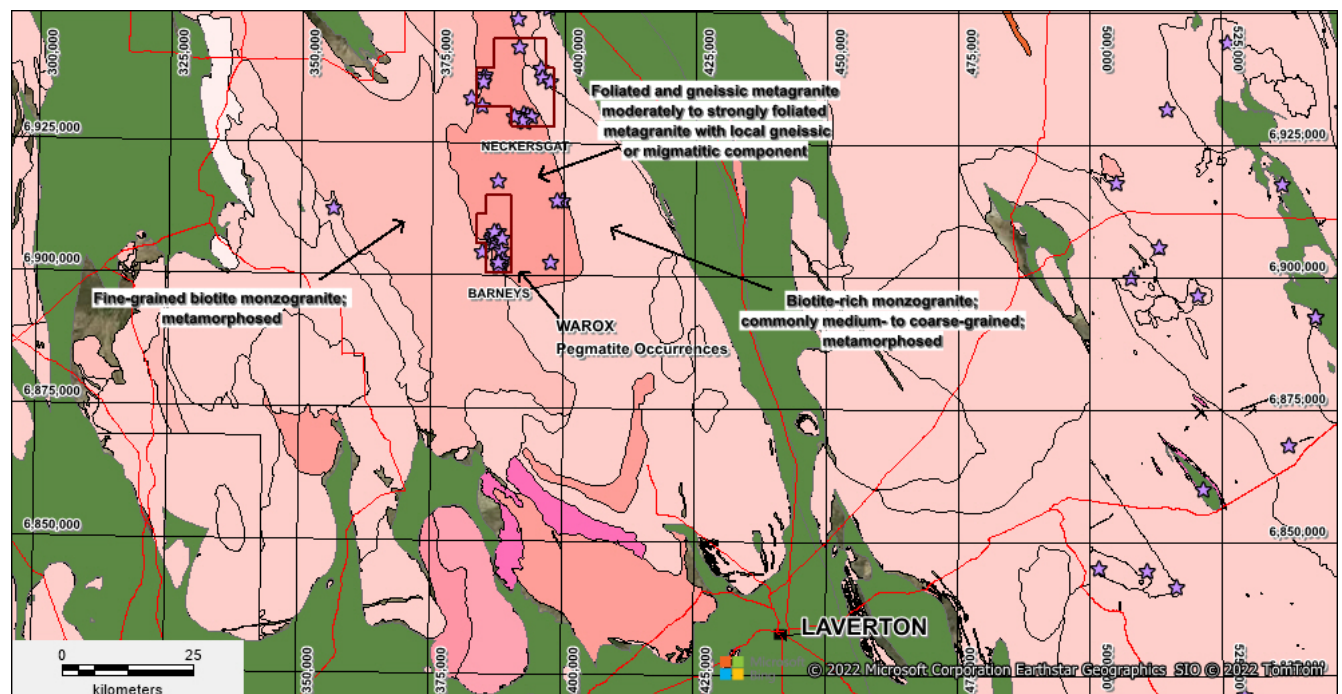 300,000
325,000
350,000
375,000
400,000
425,000
450,000
475,000
500,000
525,000
Foliated and gneissic metagranite
moderately to strongly foliated
metagranite with local gneissic
or migmatitic component
6,925,000
6,925,000
NECKERSGAT
6,900,000
6,900,000
BARNEYS
Fine-grained biotite monzogranite;
metamorphosed
Biotite-rich monzogranite;
commonly medium- to coarse-grained;
metamorphosed
WAROX
Pegmatite Occurrences
6,875,000
6,875,000
6,850,000
6,850,000
LAVERTON
0
25
kilometers
350,000
375,000
400,000
425,000
500,000
© 2022 Microsoft Corporation Earthstar Geographics SIO © 2022 TomTom